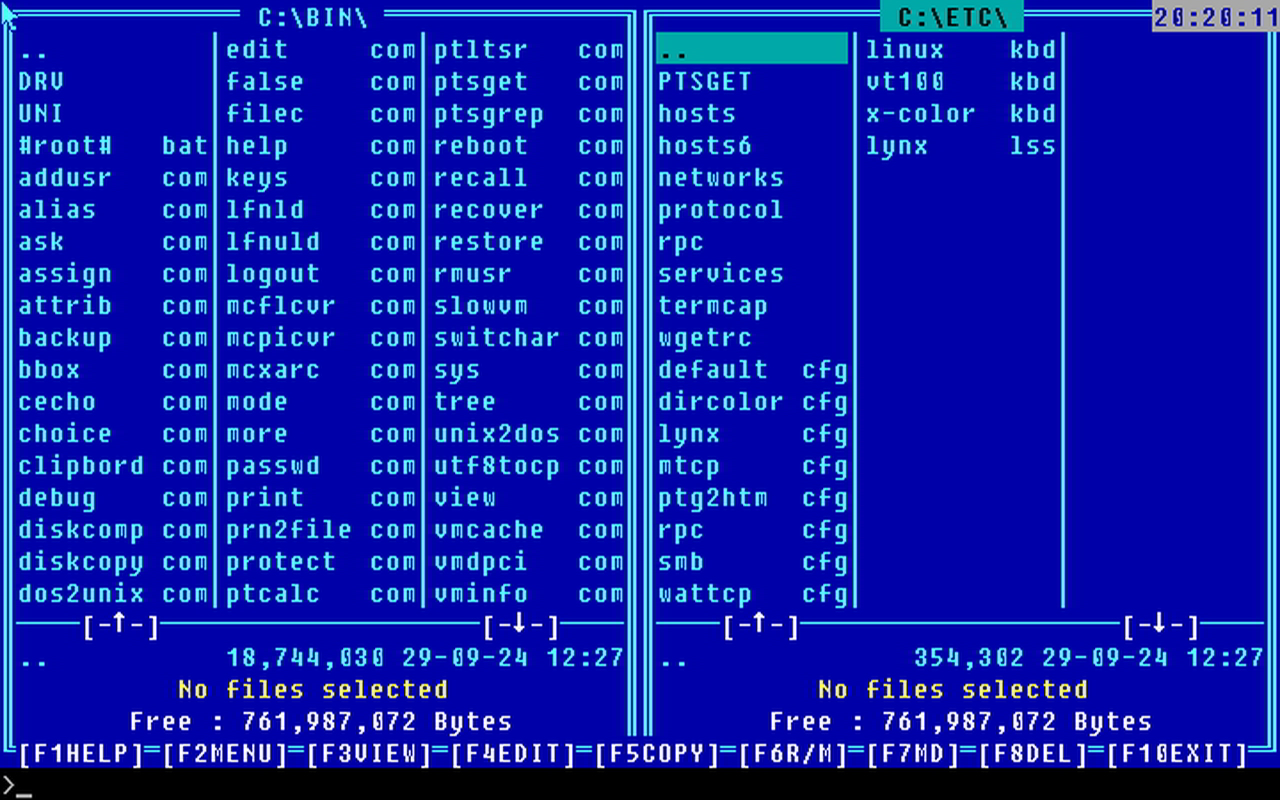 C:\BIN\ C:\ETC\ 20:20:11
.. edit com ptltsr com .. linux kbd
DRV false com ptsget com PTSGET vt100 kbd
UNI filec com ptsgrep com hosts x-color kbd
#root# bat help com reboot com hosts6 lynx lss
addusr com keys com recall com networks
alias com lfnld com recover com protocol
ask com lfnuld com restore com rpc
assign com logout com rmusr com services
attrib com mcflcvr com slowvm com termcap
backup com mcpicvr com switchar com wgetrc
bbox com mcxarc com sys com default cfg
cecho com mode com tree com dircolor cfg
choice com more com unix2dos com lynx cfg
clipbord com passwd com utf8tocp com mtcp cfg
debug com print com view com ptg2htm cfg
diskcomp com prn2file com vmcache com rpc cfg
diskcopy com protect com vmdpci com smb cfg
dos2unix com ptcalc com vminfo com wattcp cfg
[-↑-] [-↓-] [-↑-] [-↓-]
.. 18,744,030 29-09-24 12:27 .. 354,302 29-09-24 12:27
No files selected No files selected
Free : 761,987,072 Bytes Free : 761,987,072 Bytes
[F1HELP]=[F2MENU]=[F3VIEW]=[F4EDIT]=[F5COPY]=[F6R/M]=[F7MD]=[F8DEL]=[F10EXIT]
>_